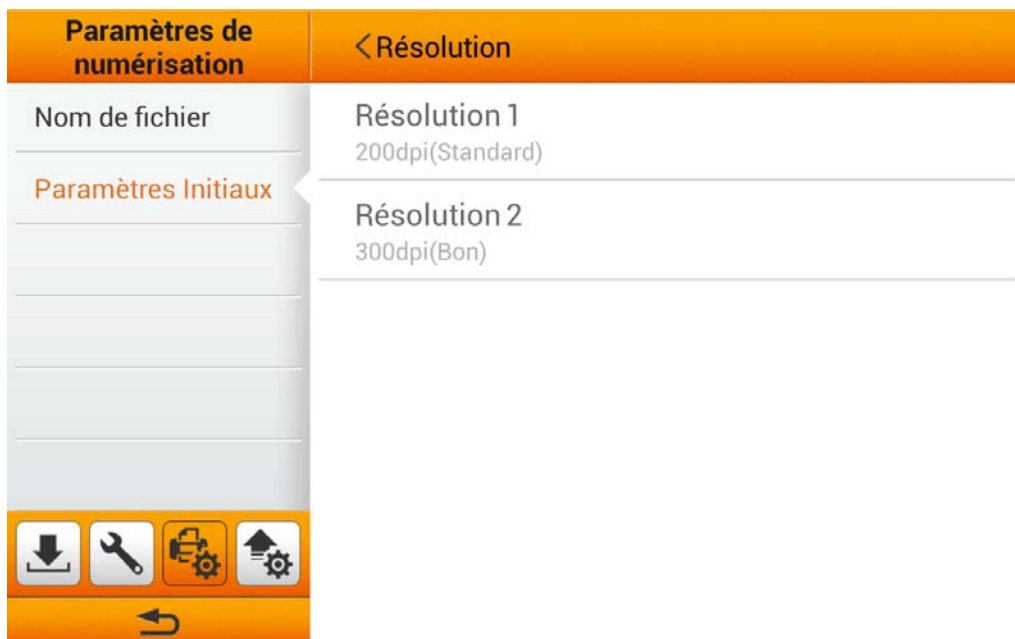 Paramètres de
numérisation
Nom de fichier
Paramètres Initiaux
<Résolution
Résolution 1
200dpi(Standard)
Résolution 2
300dpi(Bon)